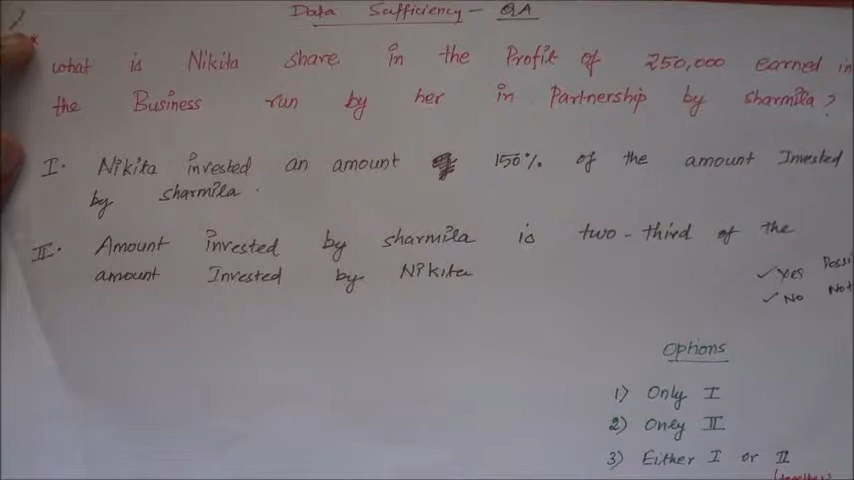 Data Sufficiency - QA
* what is Nikita share in the Profit of 250,000 earned in
the Business run by her in Partnership by sharmila?
I. Nikita invested an amount 150% of the amount Invested
by sharmila.
II. Amount invested by sharmila is two-third of the
amount Invested by Nikita
✓ Yes Possi
✓ No Not
Options
1) Only I
2) Only II
3) Either I or II
(together)